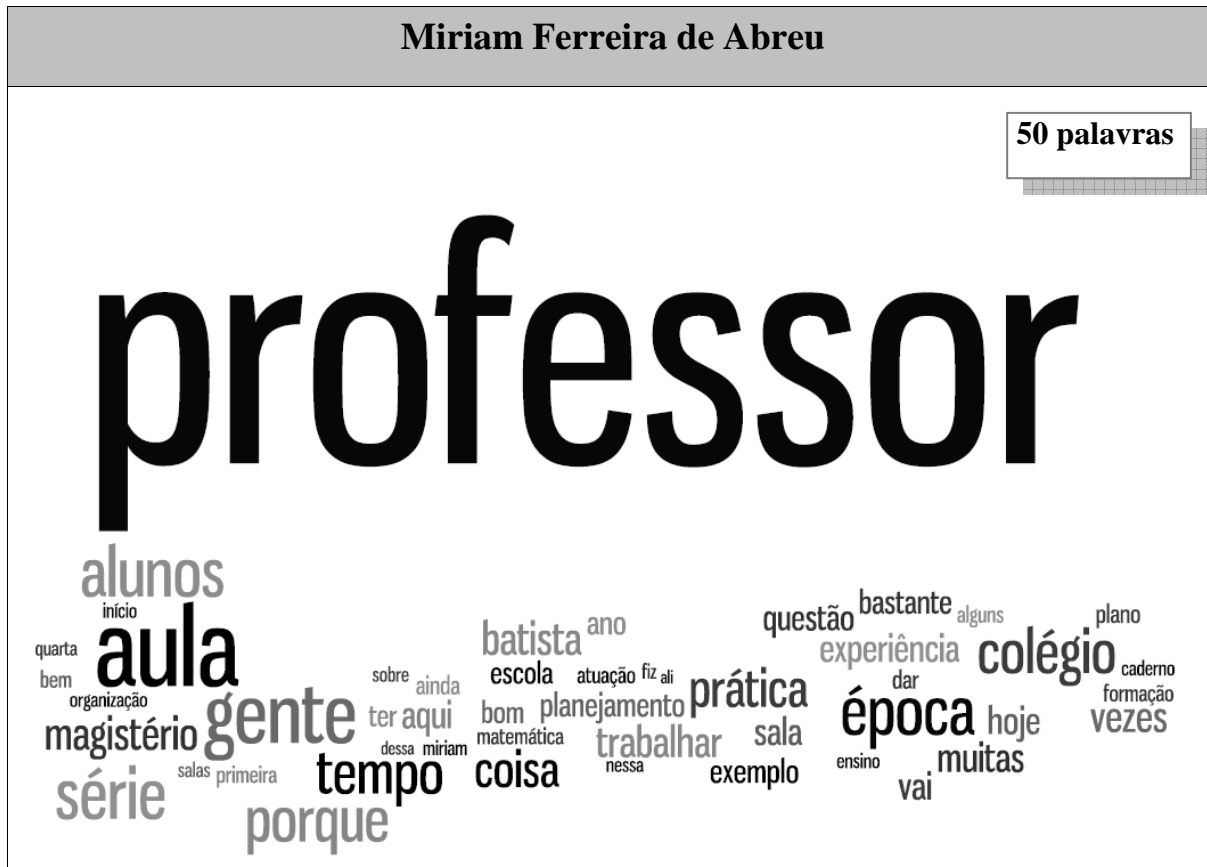 Miriam Ferreira de Abreu
50 palavras
professor
alunos
início
aula
quarta
bem
organização
magistério
gente
série
salas
primeira
porque
sobre
ainda
ter
aqui
dessa
miriam
tempo
batista
ano
escola
atuação
fiz
ali
bom
planejamento
matemática
trabalhar
coisa
nessa
prática
sala
exemplo
questão
bastante
alguns
experiência
dar
colégio
plano
caderno
formação
época
hoje
vezes
ensino
muitas
vai